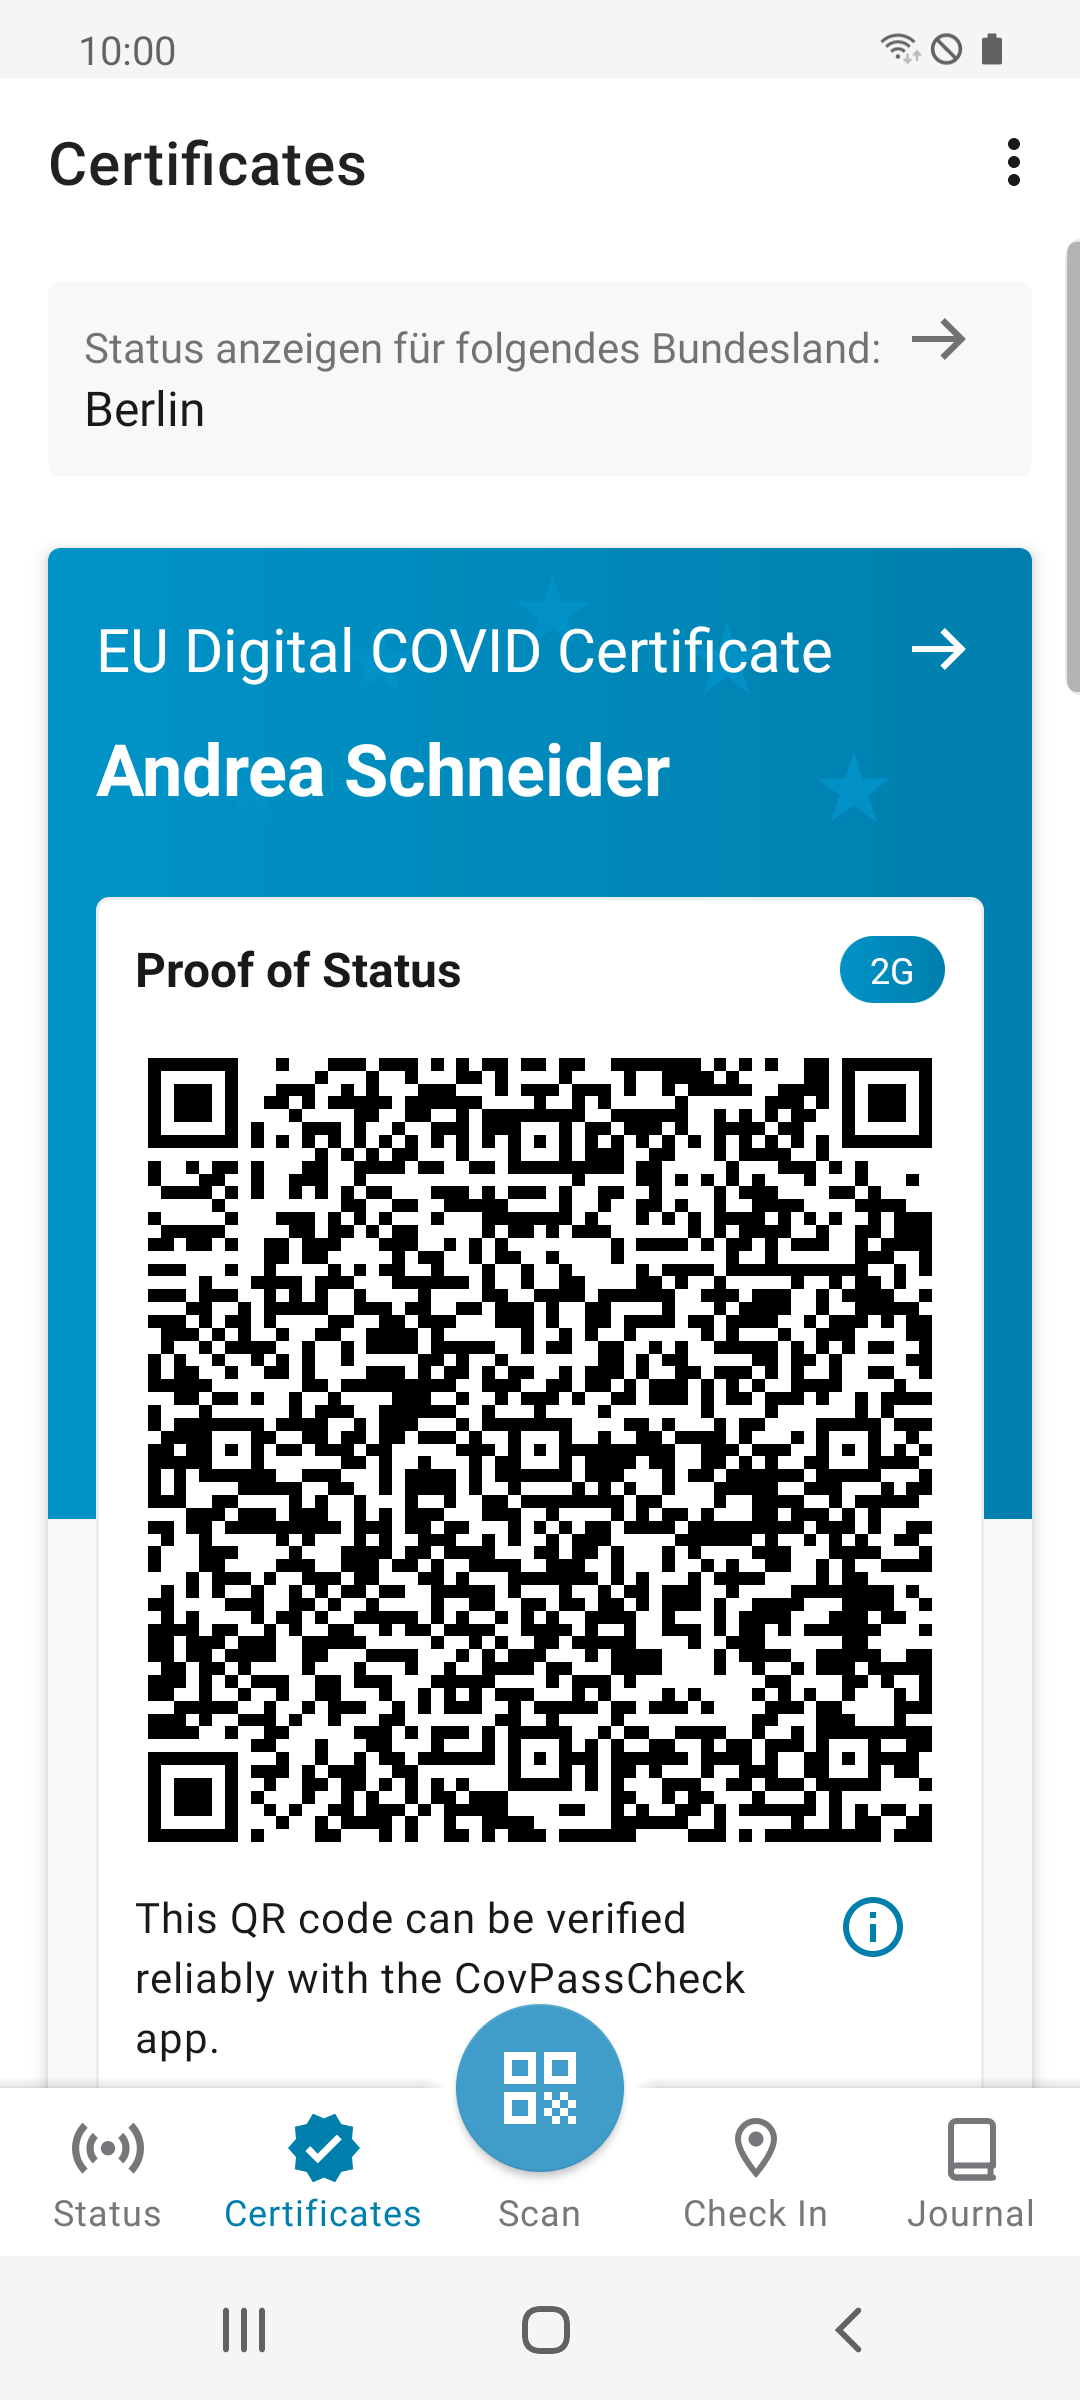 10:00
Certificates
Status anzeigen für folgendes Bundesland:
Berlin
EU Digital COVID Certificate
Andrea Schneider
Proof of Status
2G
This QR code can be verified
reliably with the CovPassCheck
app.
Status
Certificates
Scan
Check In
Journal